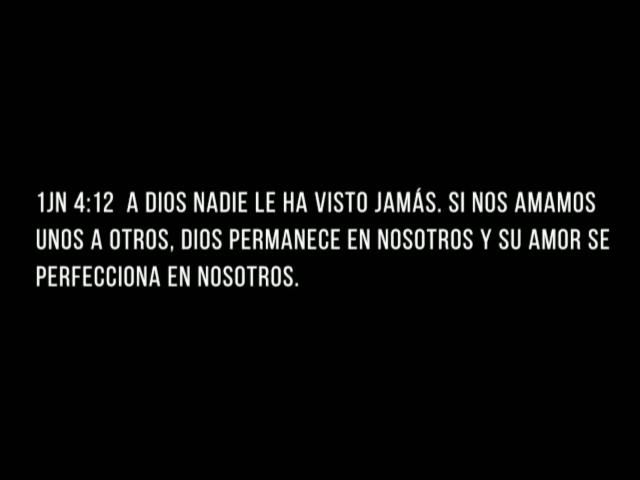 1JN 4:12  A DIOS NADIE LE HA VISTO JAMÁS. SI NOS AMAMOS
UNOS A OTROS, DIOS PERMANECE EN NOSOTROS Y SU AMOR SE
PERFECCIONA EN NOSOTROS.